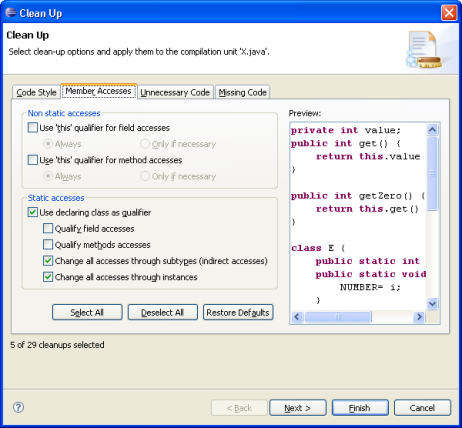 Clean Up
Clean Up
Select clean-up options and apply them to the compilation unit 'X.java'.
Code Style Member Accesses Unnecessary Code Missing Code
Non static accesses
Use 'this' qualifier for field accesses
Always Only if necessary
Use 'this' qualifier for method accesses
Always Only if necessary
Static accesses
Use declaring class as qualifier
Qualify field accesses
Qualify methods accesses
Change all accesses through subtypes (indirect accesses)
Change all accesses through instances
Select All Deselect All Restore Defaults
Preview:
private int value;
public int get() {
return this.value
}
public int getZero() {
return this.get()
}
class E {
public static int
public static void
NUMBER= i;
}
5 of 29 cleanups selected
? < Back Next > Finish Cancel